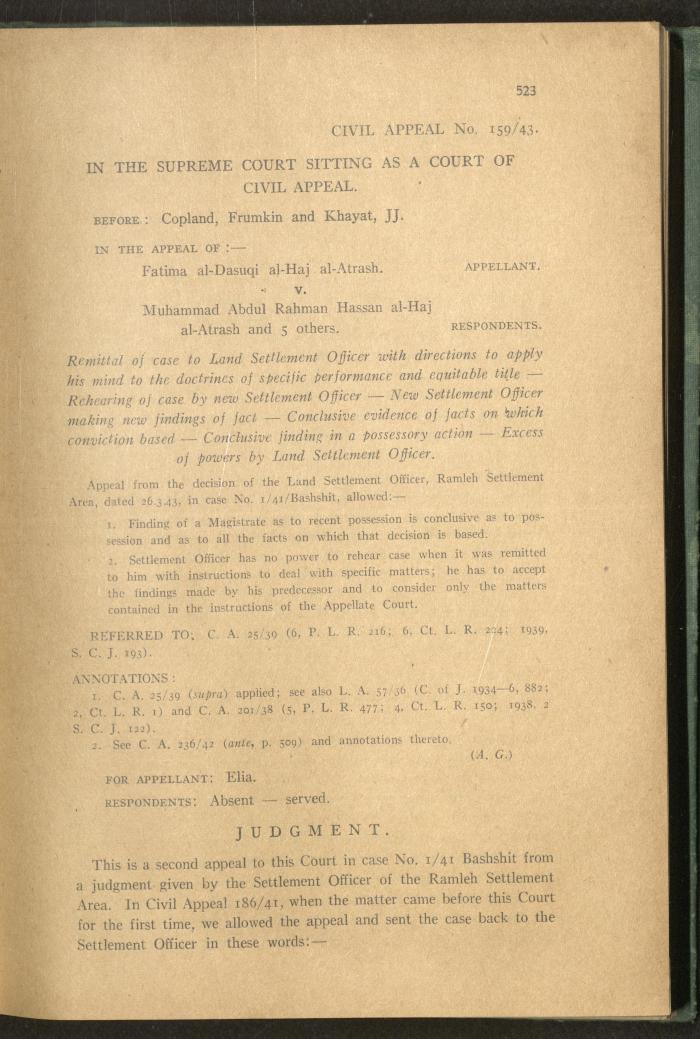 523
CIVIL APPEAL No. 159/43.
IN THE SUPREME COURT SITTING AS A COURT OF
CIVIL APPEAL.
BEFORE: Copland, Frumkin and Khayat, JJ.
IN THE APPEAL OF :—
Fatima al-Dasuqi al-Haj al-Atrash. APPELLANT.
v.
Muhammad Abdul Rahman Hassan al-Haj
al-Atrash and 5 others. RESPONDENTS.
Remittal of case to Land Settlement Officer with directions to apply
his mind to the doctrines of specific performance and equitable title —
Rehearing of case by new Settlement Officer — New Settlement Officer
making new findings of fact — Conclusive evidence of facts on which
conviction based — Conclusive finding in a possessory action — Excess
of powers by Land Settlement Officer.
Appeal from the decision of the Land Settlement Officer, Ramleh Settlement
Area, dated 26.3.43, in case No. 1/41/Bashshit, allowed:—
1. Finding of a Magistrate as to recent possession is conclusive as to pos-
session and as to all the facts on which that decision is based.
2. Settlement Officer has no power to rehear case when it was remitted
to him with instructions to deal with specific matters; he has to accept
the findings made by his predecessor and to consider only the matters
contained in the instructions of the Appellate Court.
REFERRED TO: C. A. 25/39 (6, P. L. R. 216; 6, Ct. L. R. 204; 1939,
S. C. J. 193).
ANNOTATIONS :
1. C. A. 25/39 (supra) applied; see also L. A. 57/36 (C. of J. 1934—6, 882;
2, Ct. L. R. 1) and C. A. 201/38 (5, P. L. R. 477; 4, Ct. L. R. 150; 1938, 2
S. C. J. 122).
2. See C. A. 236/42 (ante, p. 509) and annotations thereto.
(A. G.)
FOR APPELLANT: Elia.
RESPONDENTS: Absent — served.
JUDGMENT.
This is a second appeal to this Court in case No. 1/41 Bashshit from
a judgment given by the Settlement Officer of the Ramleh Settlement
Area. In Civil Appeal 186/41, when the matter came before this Court
for the first time, we allowed the appeal and sent the case back to the
Settlement Officer in these words:—